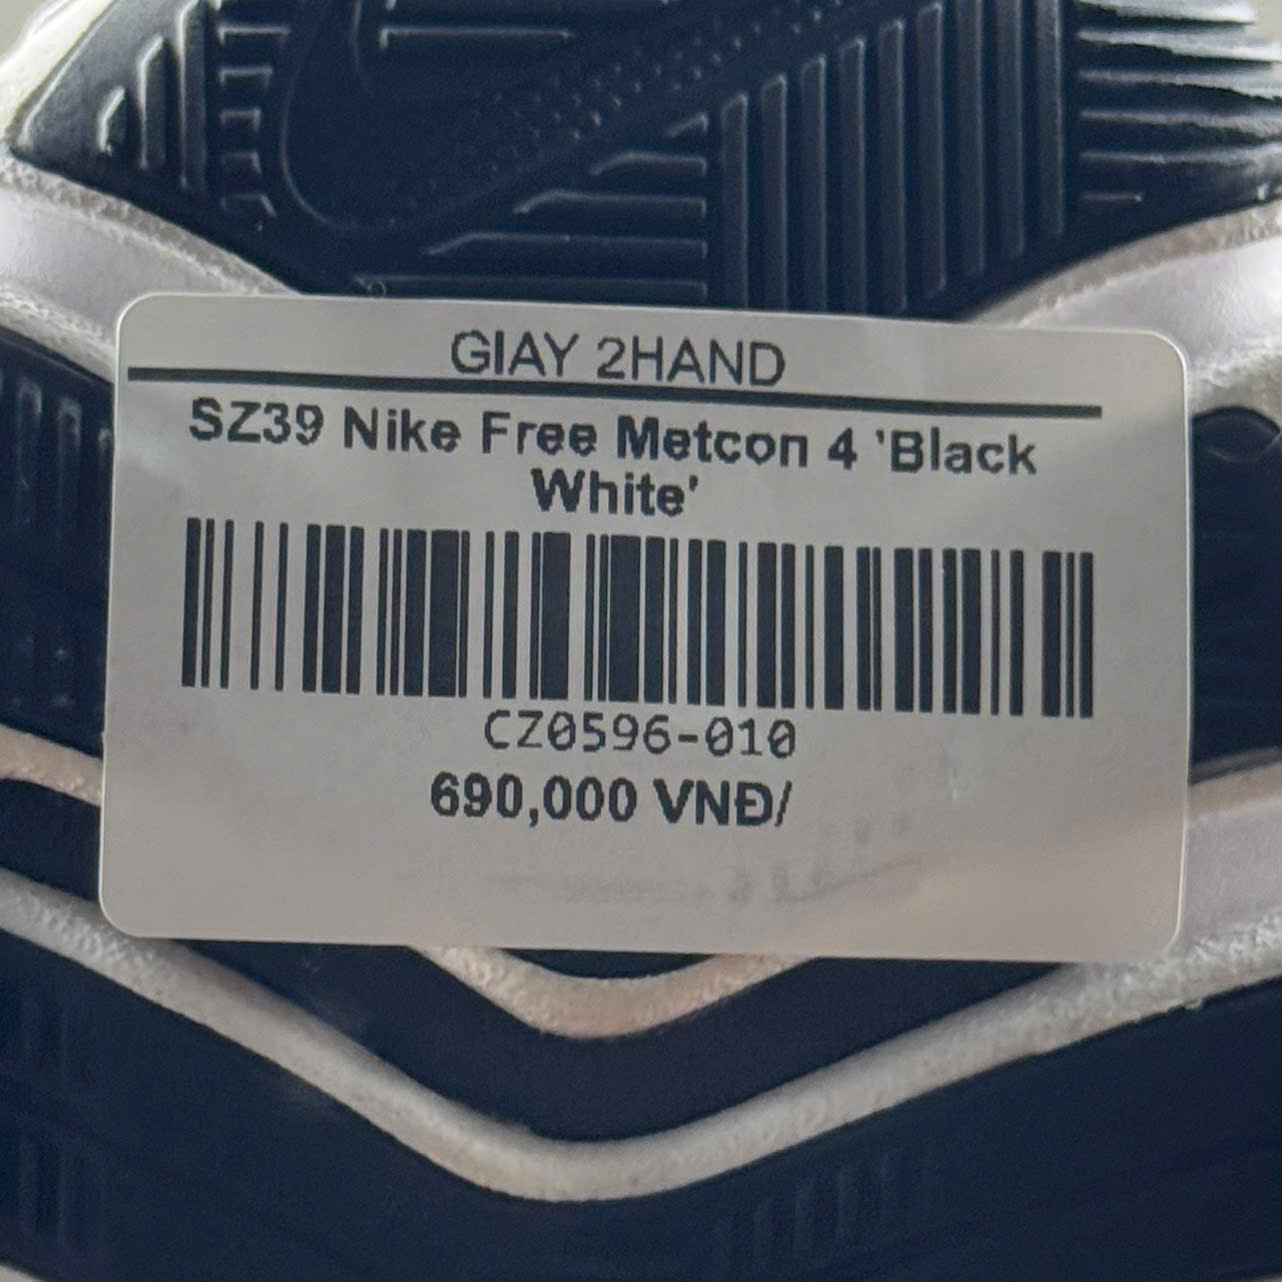 GIAY 2HAND
SZ39 Nike Free Metcon 4 'Black
White'
CZ0596-010
690,000 VNĐ/